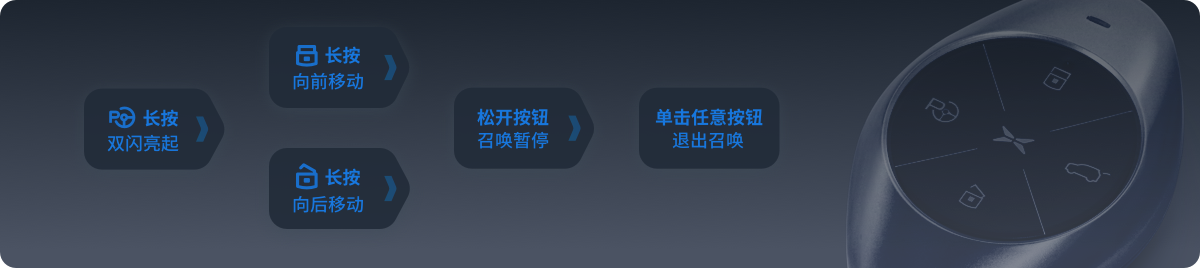 长按
双闪亮起
长按
向前移动
长按
向后移动
松开按钮
召唤暂停
单击任意按钮
退出召唤